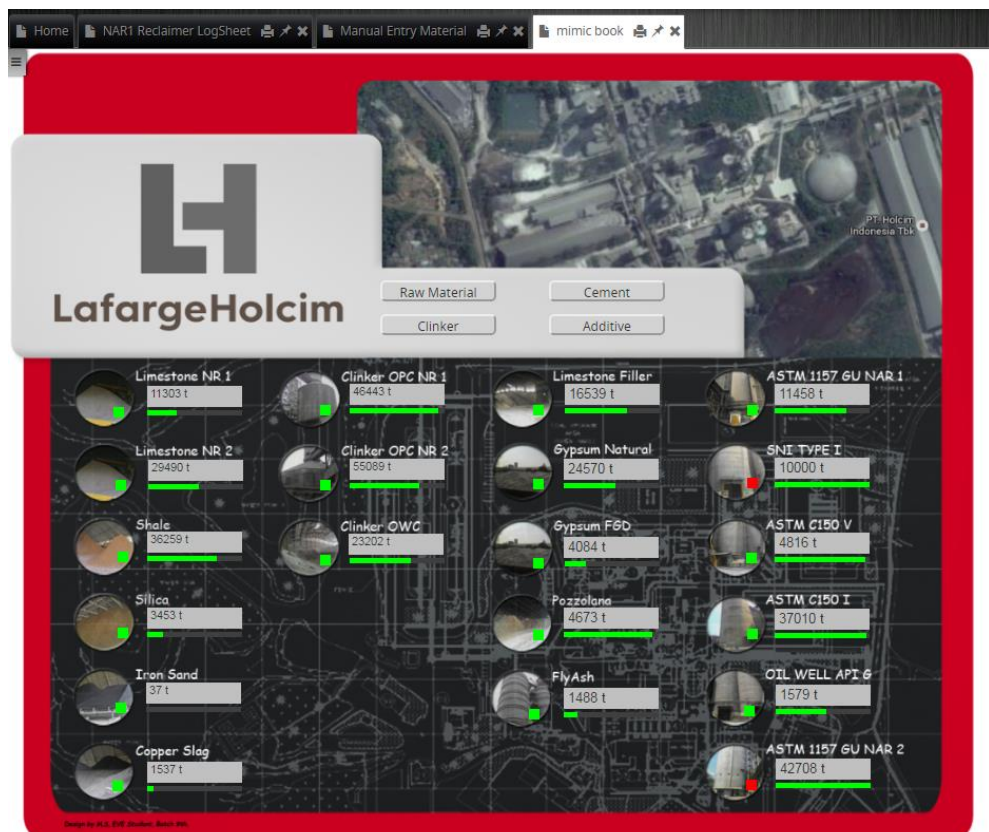 Home
NAR1 Reclaimer LogSheet
Manual Entry Material
mimic book
PT. Holcim
Indonesia Tbk
LafargeHolcim
Raw Material
Cement
Clinker
Additive
Limestone NR 1
11303 t
Limestone NR 2
29490 t
Shale
36259 t
Silica
3453 t
Iron Sand
37 t
Copper Slag
1537 t
Clinker OPC NR 1
46443 t
Clinker OPC NR 2
55089 t
Clinker OWC
23202 t
Limestone Filler
16539 t
Gypsum Natural
24570 t
Gypsum FGD
4084 t
Pozzolana
4673 t
FlyAsh
1488 t
ASTM 1157 GU NAR 1
11458 t
SNI TYPE I
10000 t
ASTM C150 V
4816 t
ASTM C150 I
37010 t
OIL WELL API G
1579 t
ASTM 1157 GU NAR 2
42708 t